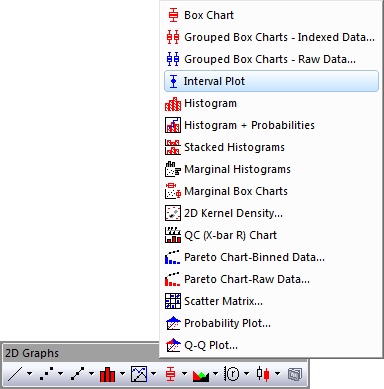 Box Chart
Grouped Box Charts - Indexed Data...
Grouped Box Charts - Raw Data...
Interval Plot
Histogram
Histogram + Probabilities
Stacked Histograms
Marginal Histograms
Marginal Box Charts
2D Kernel Density...
QC (X-bar R) Chart
Pareto Chart-Binned Data...
Pareto Chart-Raw Data...
Scatter Matrix...
Probability Plot...
Q-Q Plot...
2D Graphs